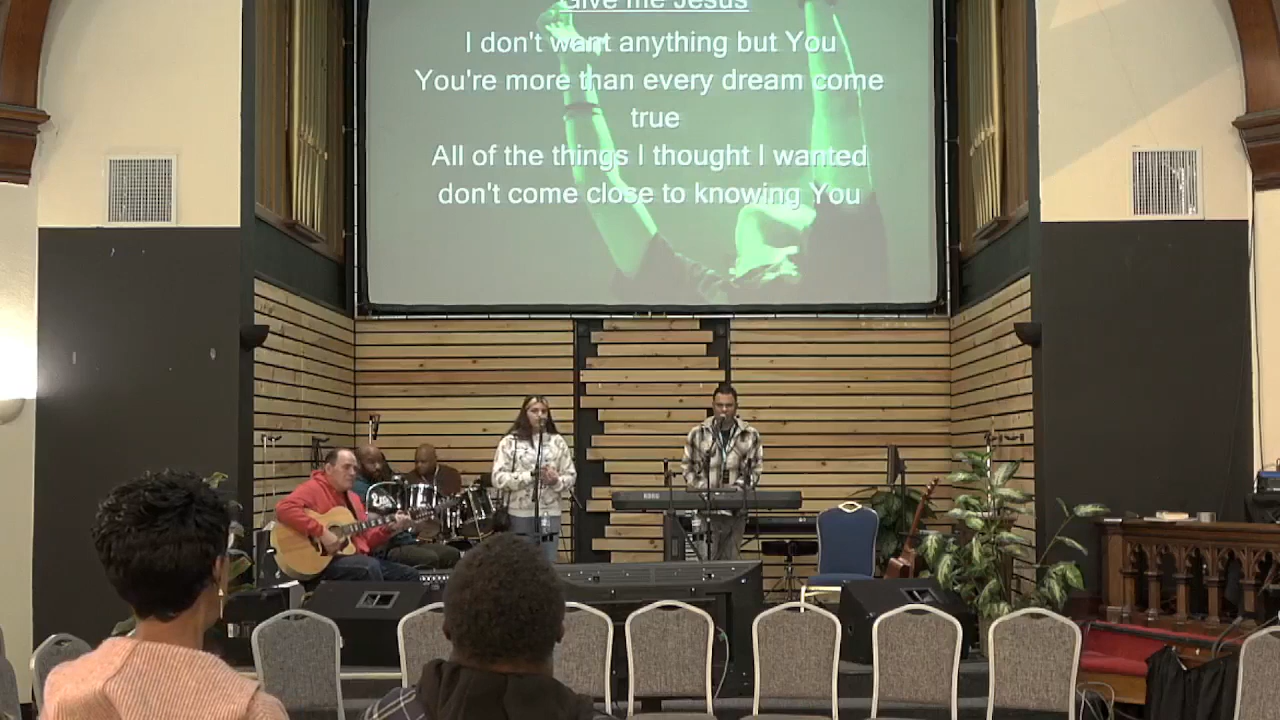 Give me Jesus
I don't want anything but You
You're more than every dream come
true
All of the things I thought I wanted
don't come close to knowing You
KORG